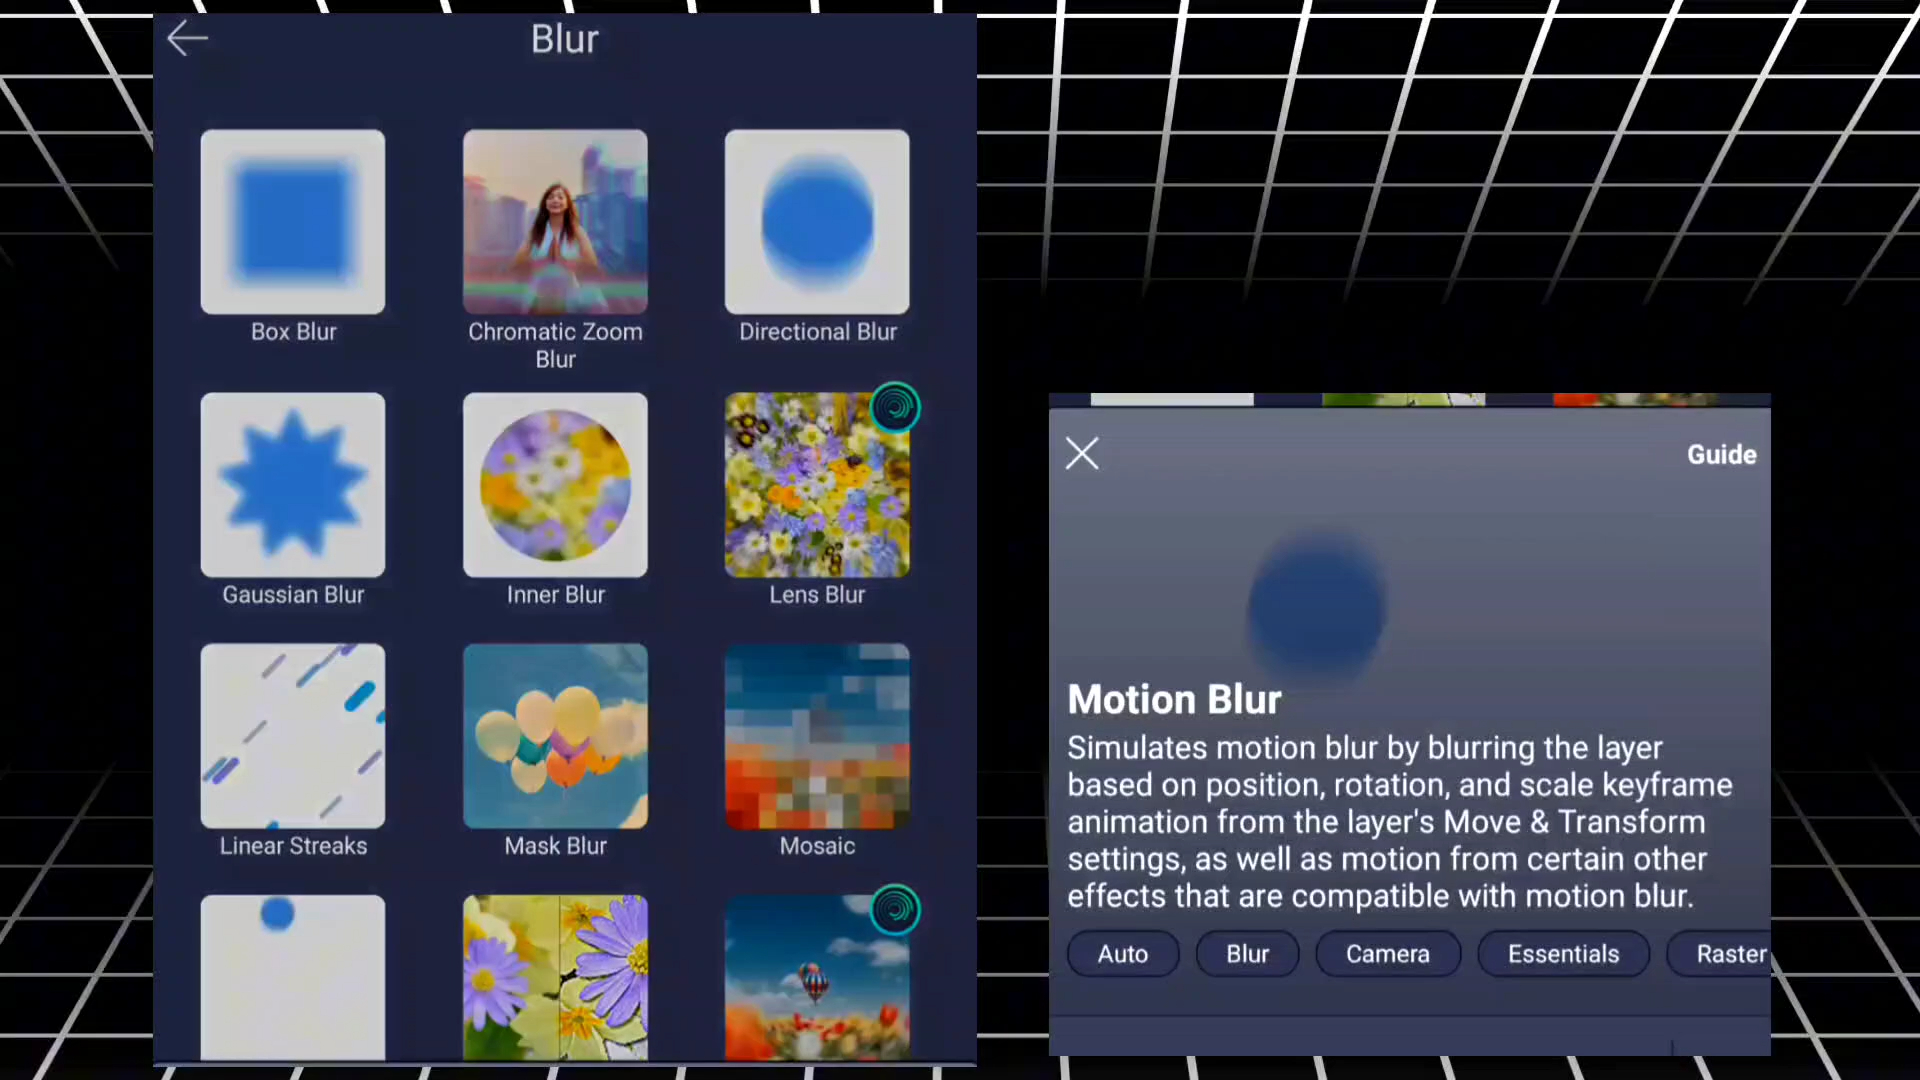 Blur
Box Blur
Chromatic Zoom
Blur
Directional Blur
Gaussian Blur
Inner Blur
Lens Blur
Linear Streaks
Mask Blur
Mosaic
Guide
Motion Blur
Simulates motion blur by blurring the layer
based on position, rotation, and scale keyframe
animation from the layer's Move & Transform
settings, as well as motion from certain other
effects that are compatible with motion blur.
Auto
Blur
Camera
Essentials
Raster